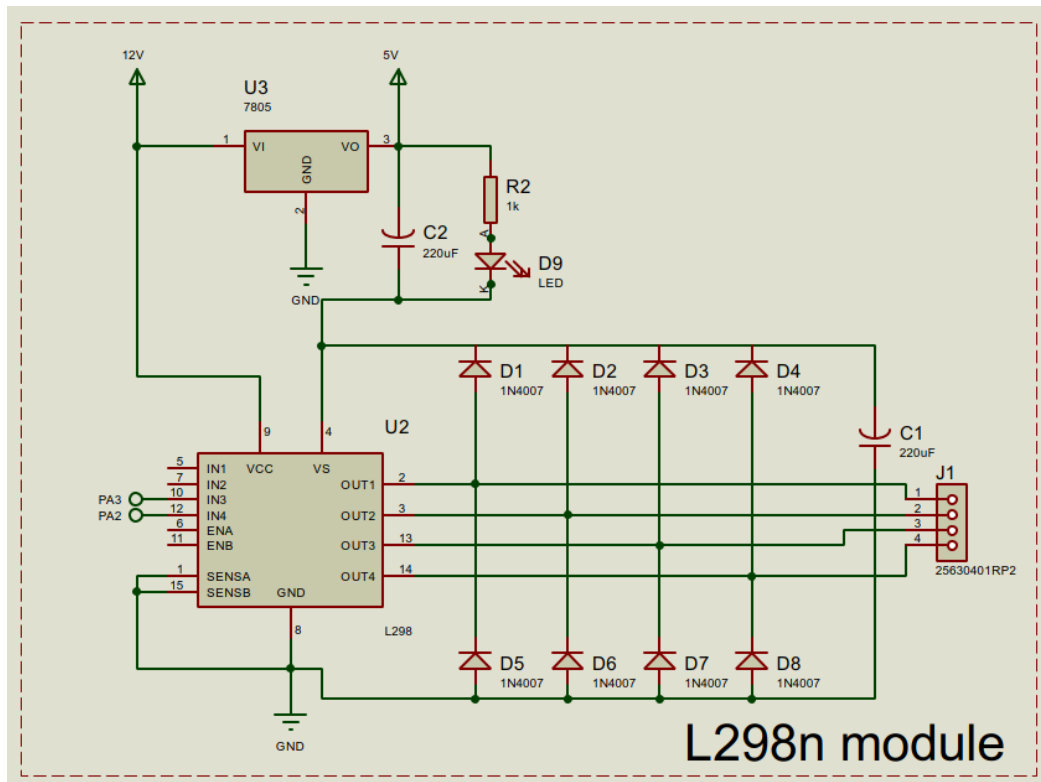 12V
5V
U3
7805
1
VI
VO
3
GND
2
GND
R2
1k
C2
220uF
A
D9
LED
K
D1
1N4007
D2
1N4007
D3
1N4007
D4
1N4007
C1
220uF
U2
9
4
VCC
VS
5
IN1
7
IN2
PA3
10
IN3
PA2
12
IN4
6
ENA
11
ENB
1
SENSA
15
SENSB
GND
8
OUT1
2
OUT2
3
OUT3
13
OUT4
14
L298
J1
1
2
3
4
25630401RP2
D5
1N4007
D6
1N4007
D7
1N4007
D8
1N4007
GND
L298n module